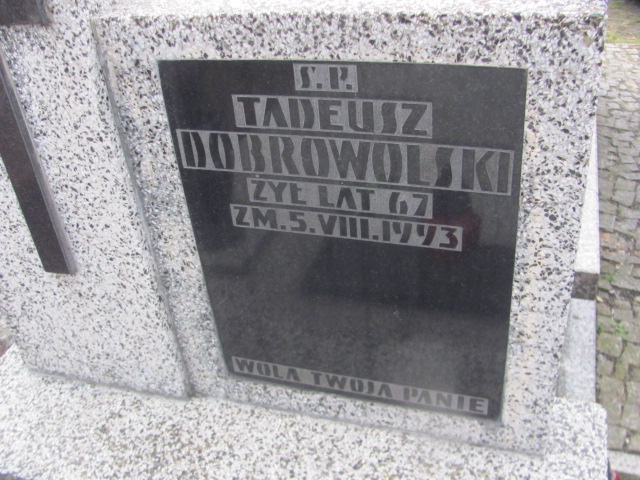 Ś.P.
TADEUSZ
DOBROWOLSKI
ŻYŁ LAT 67
ZM. 5.VIII.1993
WOLA TWOJA PANIE